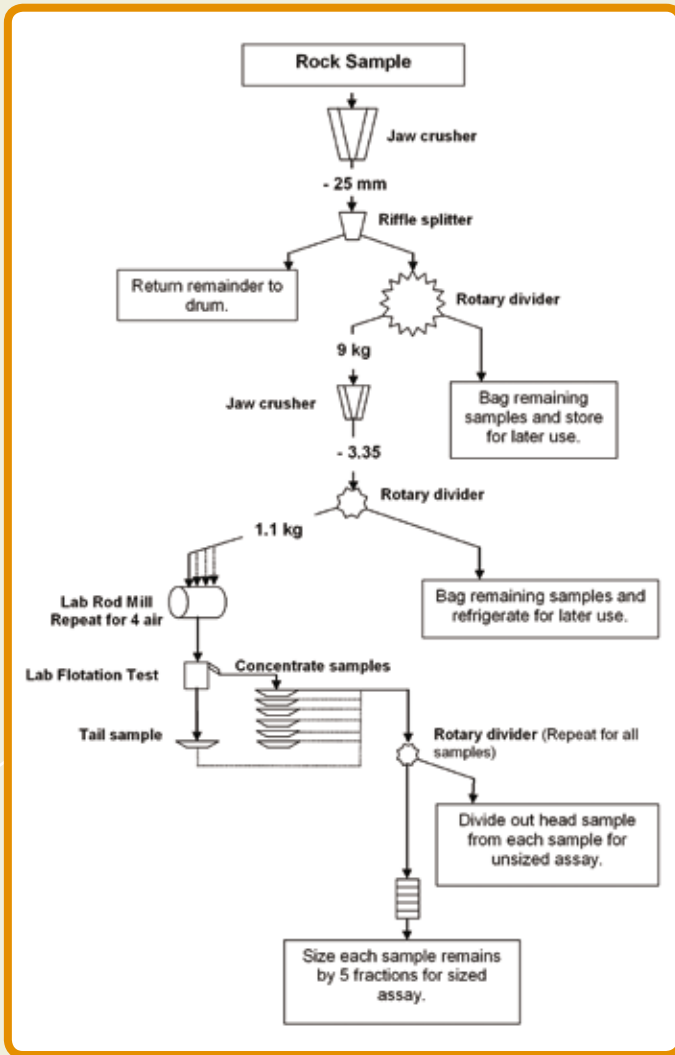 Rock Sample
Jaw crusher
- 25 mm
Riffle splitter
Return remainder to
drum.
Rotary divider
9 kg
Jaw crusher
Bag remaining
samples and store
for later use.
- 3.35
Rotary divider
1.1 kg
Lab Rod Mill
Repeat for 4 air
Bag remaining samples and
refrigerate for later use.
Lab Flotation Test
Concentrate samples
Tail sample
Rotary divider (Repeat for all
samples)
Divide out head sample
from each sample for
unsized assay.
Size each sample remains
by 5 fractions for sized
assay.